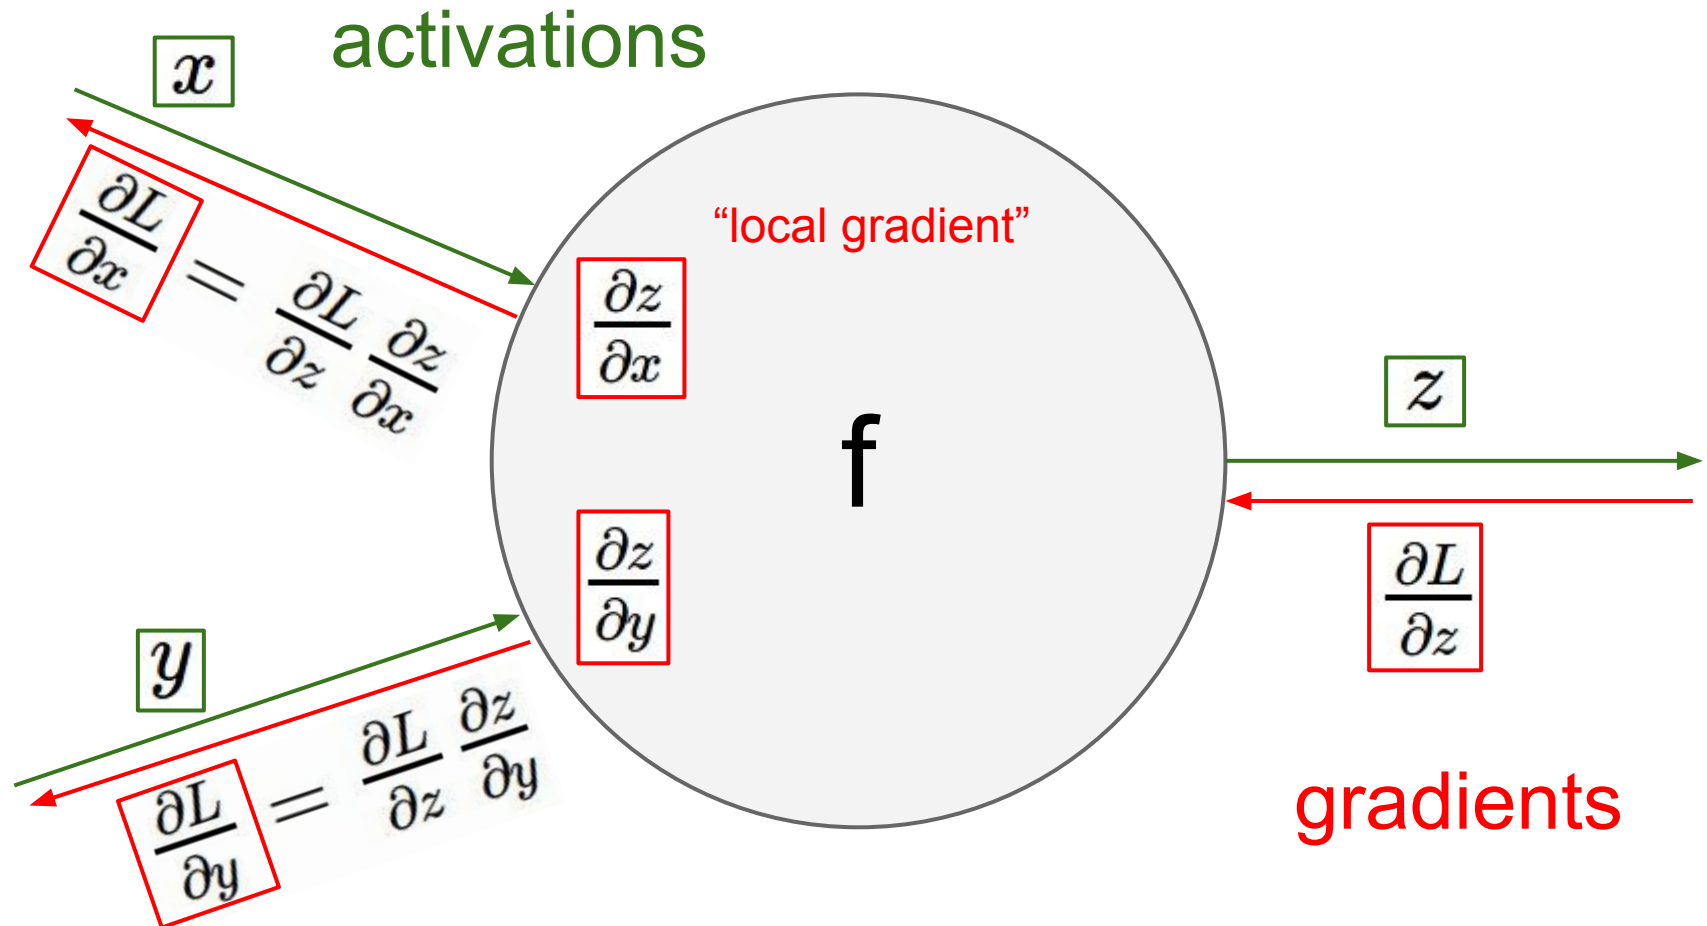 activations
x
∂L/∂x = ∂L/∂z ∂z/∂x
“local gradient”
∂z/∂x
f
z
∂z/∂y
∂L/∂z
y
∂L/∂y = ∂L/∂z ∂z/∂y
gradients